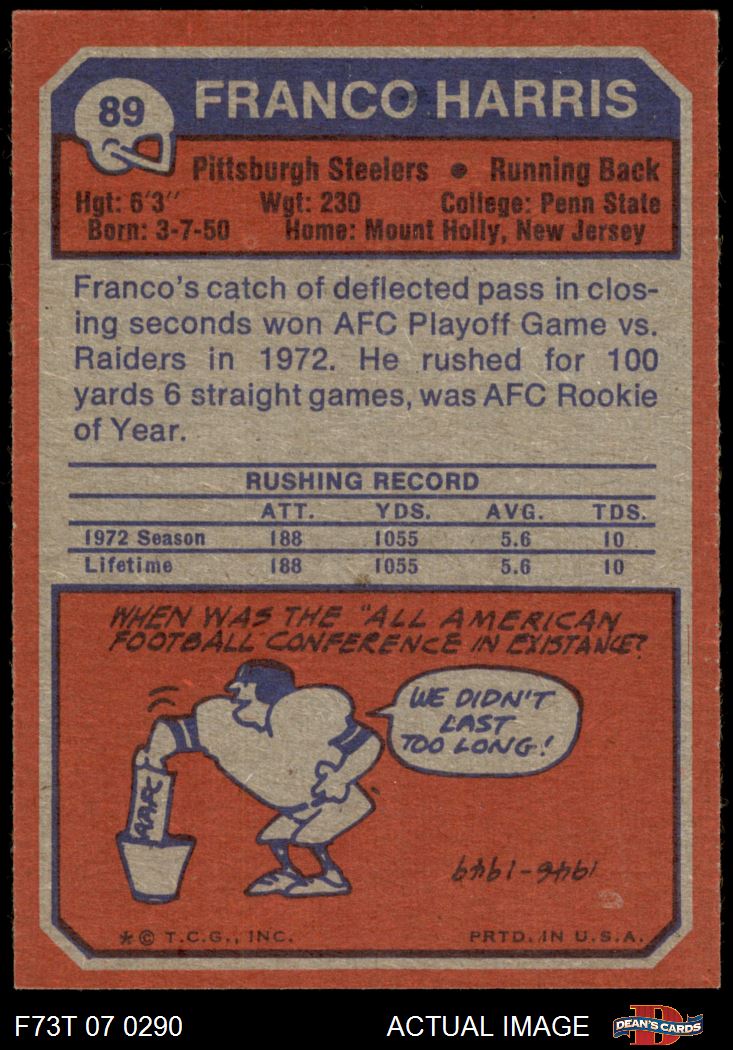 89
FRANCO HARRIS
Pittsburgh Steelers ● Running Back
Hgt: 6'3" Wgt: 230 College: Penn State
Born: 3-7-50 Home: Mount Holly, New Jersey
Franco's catch of deflected pass in clos-
ing seconds won AFC Playoff Game vs.
Raiders in 1972. He rushed for 100
yards 6 straight games, was AFC Rookie
of Year.
RUSHING RECORD
ATT. YDS. AVG. TDS.
1972 Season 188 1055 5.6 10
Lifetime 188 1055 5.6 10
WHEN WAS THE "ALL AMERICAN
FOOTBALL CONFERENCE IN EXISTANCE?
WE DIDN'T
LAST
TOO LONG!
AAFC
1946-1949
*© T.C.G., INC. PRTD. IN U.S.A.
F73T 07 0290 ACTUAL IMAGE D DEAN'S CARDS